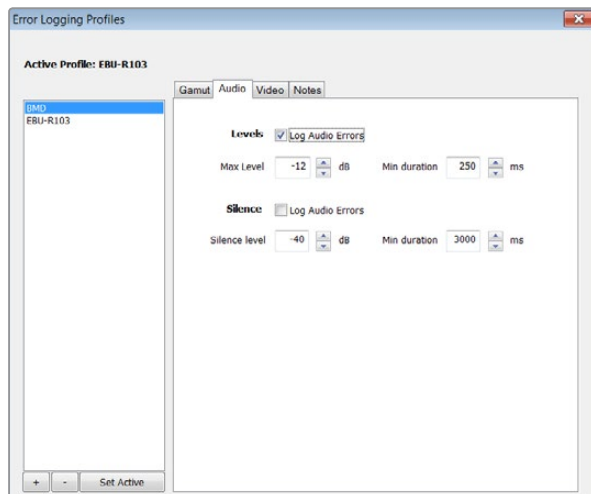 Error Logging Profiles
Active Profile: EBU-R103
BMD
EBU-R103
Gamut Audio Video Notes
Levels Log Audio Errors
Max Level -12 dB Min duration 250 ms
Silence Log Audio Errors
Silence level -40 dB Min duration 3000 ms
+ - Set Active